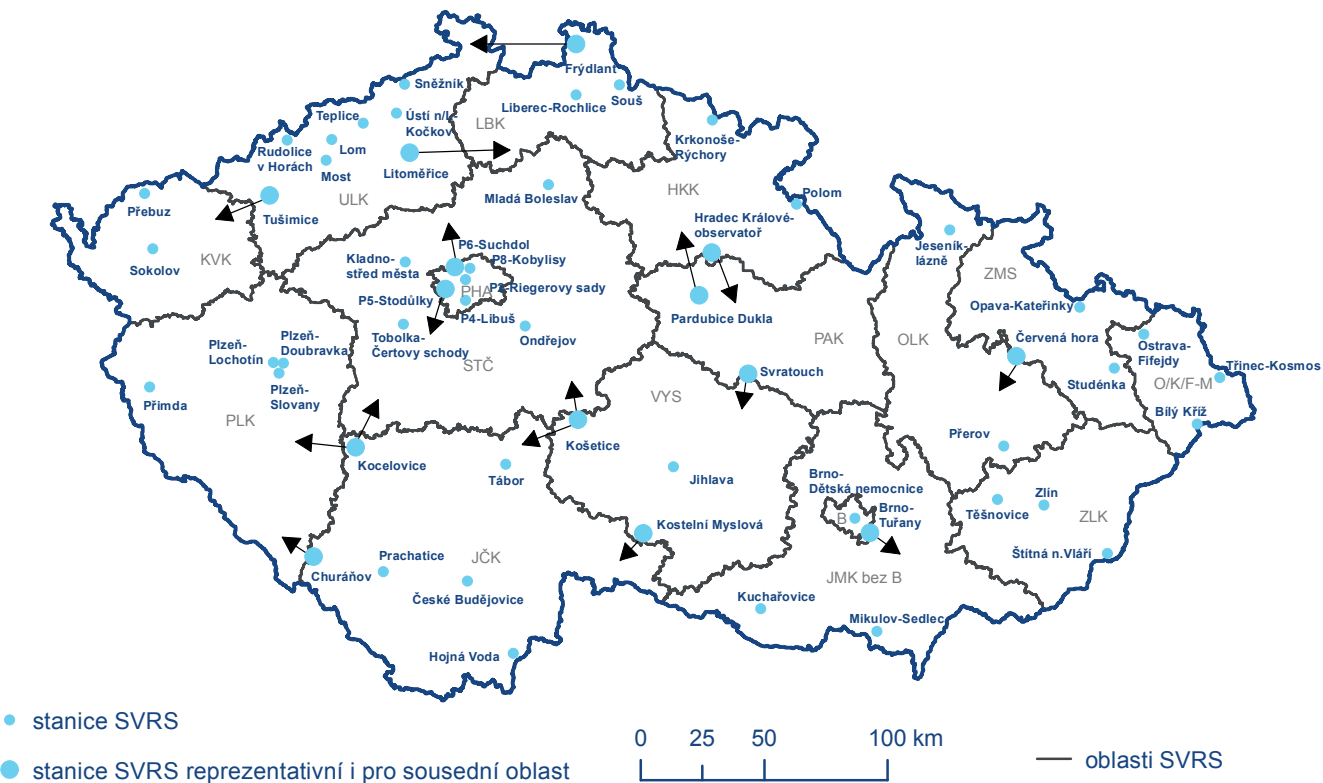 Frýdlant
Sněžník
Liberec-Rochlice
Souš
Teplice
Ústí n/L-
Kočkov
LBK
Krkonoše-
Rýchory
Rudolice
v Horách
Lom
Most
Litoměřice
HKK
Mladá Boleslav
Polom
Přebuz
Tušimice
ULK
Hradec Králové-
observatoř
Jeseník-
lázně
Sokolov
KVK
Kladno-
střed města
P6-Suchdol
P8-Kobylisy
ZMS
PHA
P2-Riegerovy sady
P5-Stodůlky
P4-Libuš
Opava-Kateřinky
Pardubice Dukla
Tobolka-
Čertovy schody
Ondřejov
PAK
OLK
Červená hora
Ostrava-
Fifejdy
Plzeň-
Lochotín
Plzeň-
Doubravka
STČ
Svratouch
Třinec-Kosmos
Studénka
O/K/F-M
Plzeň-
Slovany
Přimda
VYS
PLK
Bílý Kříž
Košetice
Přerov
Kocelovice
Tábor
Jihlava
Brno-
Dětská nemocnice
Zlín
Těšnovice
B
Brno-
Tuřany
ZLK
Kostelní Myslová
Štítná n.Vláří
Churáňov
Prachatice
JČK
České Budějovice
JMK bez B
Kuchařovice
Mikulov-Sedlec
Hojná Voda
stanice SVRS
stanice SVRS reprezentativní i pro sousední oblast
0 25 50 100 km
oblasti SVRS